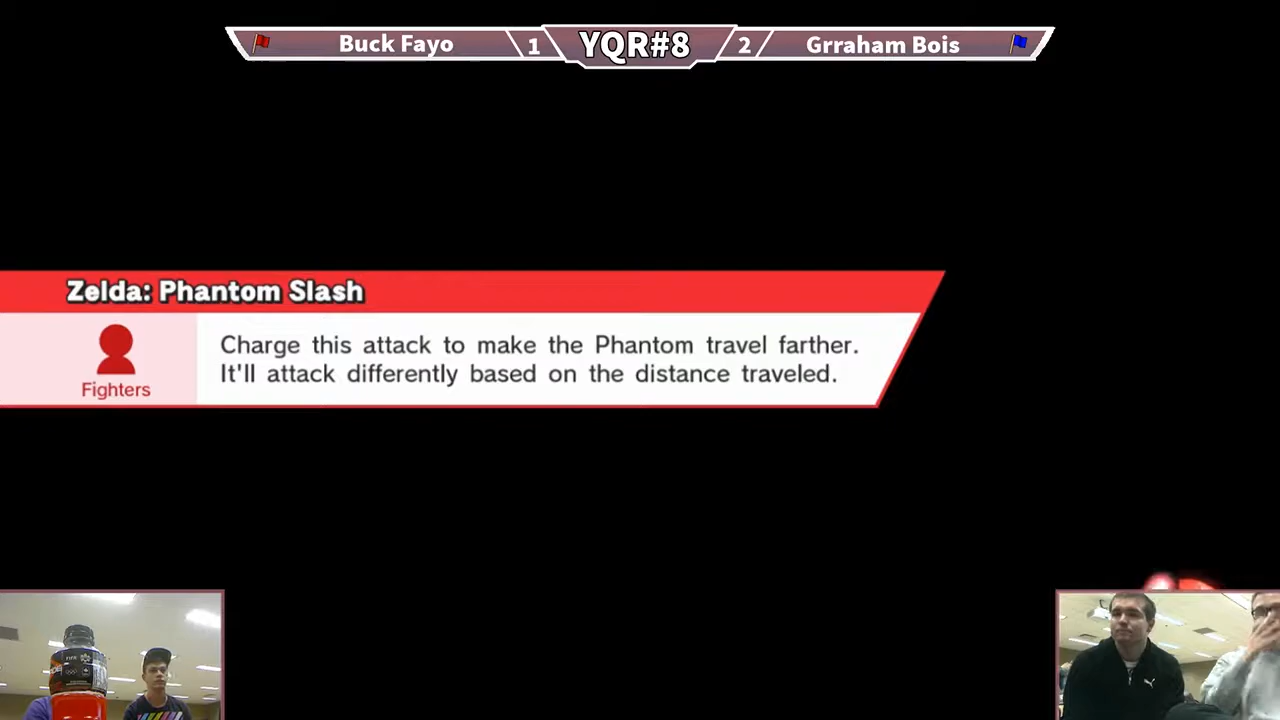 Buck Fayo 1 YQR#8 2 Grraham Bois
Zelda: Phantom Slash
Charge this attack to make the Phantom travel farther.
It'll attack differently based on the distance traveled.
Fighters